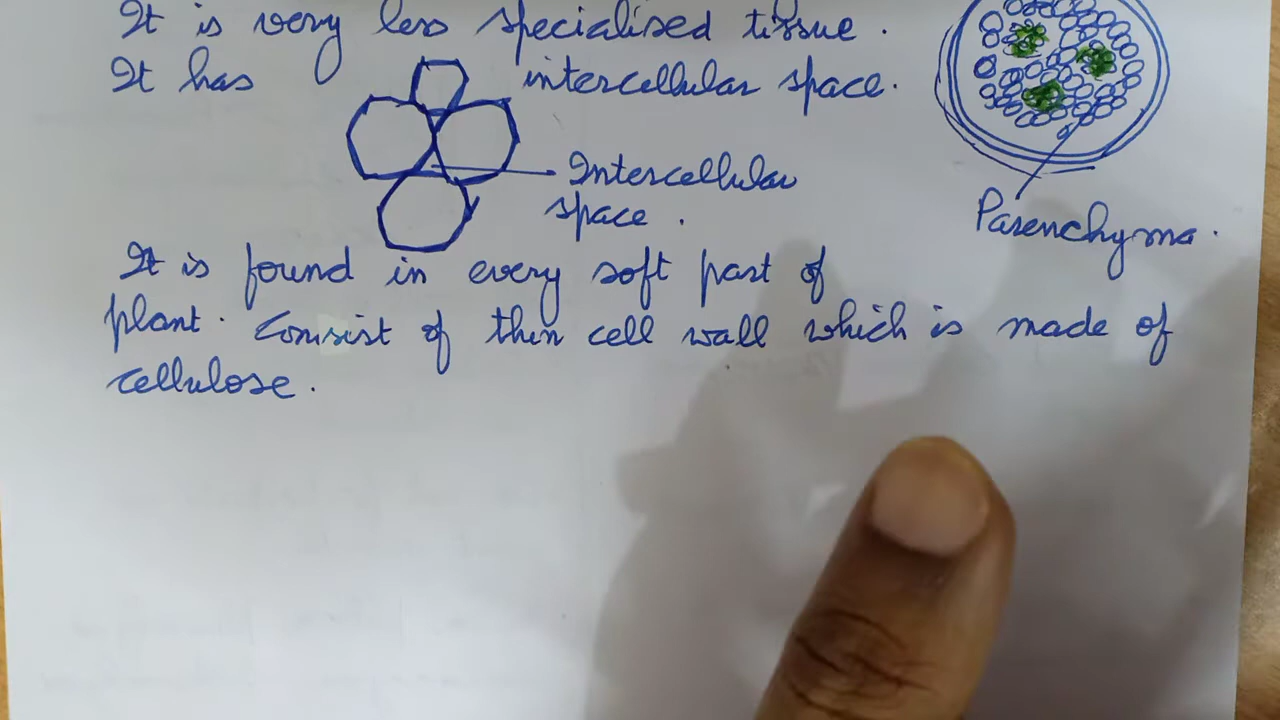 It is very less specialised tissue.
It has intercellular space.
Intercellular
space.
Parenchyma.
It is found in every soft part of
plant. Consist of thin cell wall which is made of
cellulose.